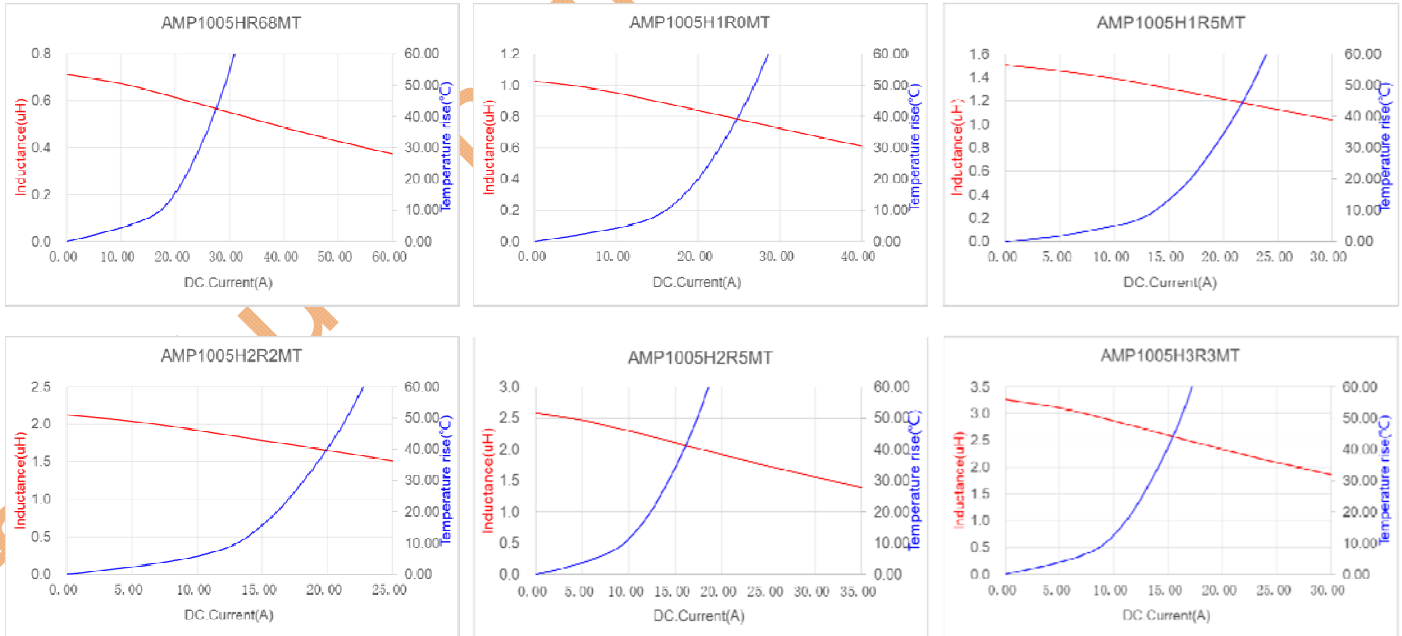 AMP1005HR68MT
0.8 60.00
50.00
0.6
40.00
0.4 30.00
20.00
0.2
10.00
0.0 0.00
0.00 10.00 20.00 30.00 40.00 50.00 60.00
Inductance(uH)
Temperature rise(℃)
DC.Current(A)
AMP1005H1R0MT
1.2 60.00
1.0 50.00
0.8 40.00
0.6 30.00
0.4 20.00
0.2 10.00
0.0 0.00
0.00 10.00 20.00 30.00 40.00
Inductance(uH)
Temperature rise(℃)
DC.Current(A)
AMP1005H1R5MT
1.6 60.00
1.4
50.00
1.2
40.00
1.0
0.8 30.00
0.6
20.00
0.4
10.00
0.2
0.0 0.00
0.00 5.00 10.00 15.00 20.00 25.00 30.00
Inductance(uH)
Temperature rise(℃)
DC.Current(A)
AMP1005H2R2MT
2.5 60.00
2.0 50.00
40.00
1.5
30.00
1.0
20.00
0.5 10.00
0.0 0.00
0.00 5.00 10.00 15.00 20.00 25.00
Inductance(uH)
Temperature rise(℃)
DC.Current(A)
AMP1005H2R5MT
3.0 60.00
2.5 50.00
2.0 40.00
1.5 30.00
1.0 20.00
0.5 10.00
0.0 0.00
0.00 5.00 10.00 15.00 20.00 25.00 30.00 35.00
Inductance(uH)
Temperature rise(℃)
DC.Current(A)
AMP1005H3R3MT
3.5 60.00
3.0 50.00
2.5
40.00
2.0
30.00
1.5
20.00
1.0
0.5 10.00
0.0 0.00
0.00 5.00 10.00 15.00 20.00 25.00 30.00
Inductance(uH)
Temperature rise(℃)
DC.Current(A)